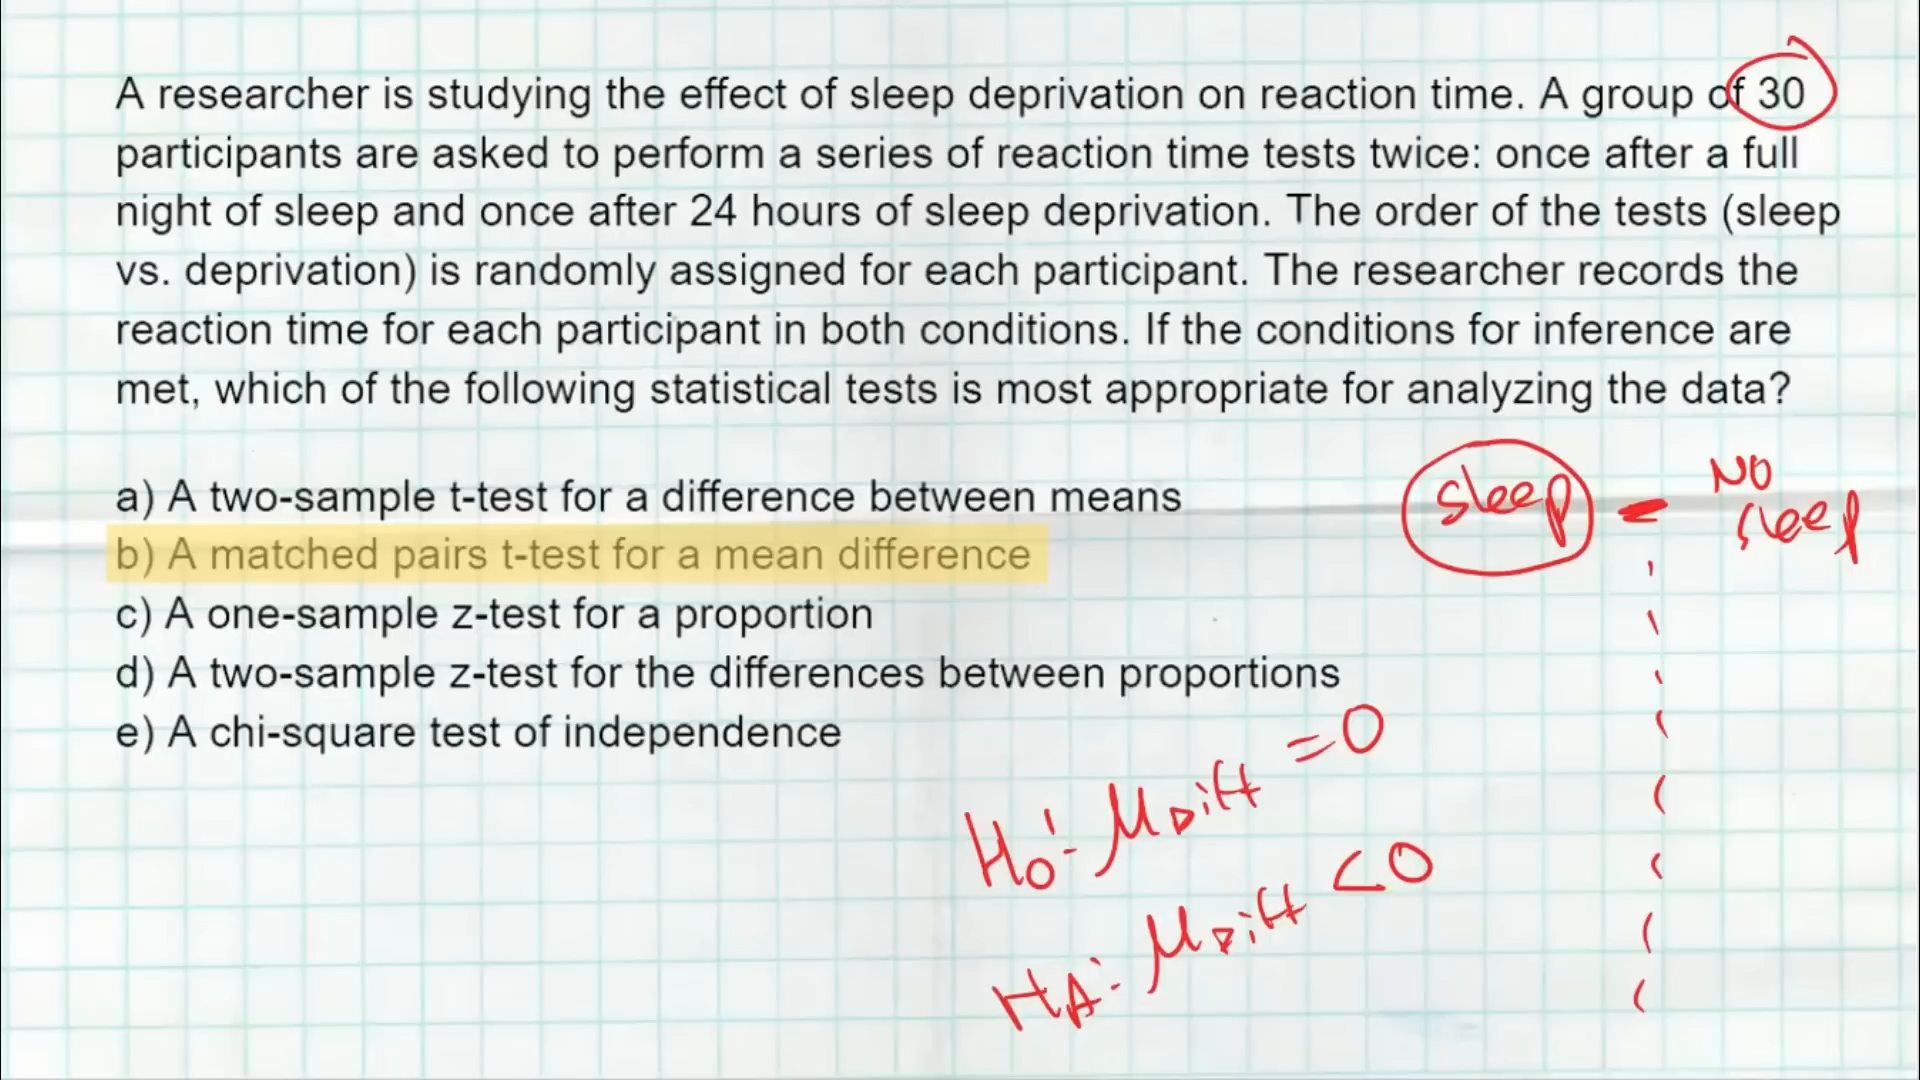 A researcher is studying the effect of sleep deprivation on reaction time. A group of 30
participants are asked to perform a series of reaction time tests twice: once after a full
night of sleep and once after 24 hours of sleep deprivation. The order of the tests (sleep
vs. deprivation) is randomly assigned for each participant. The researcher records the
reaction time for each participant in both conditions. If the conditions for inference are
met, which of the following statistical tests is most appropriate for analyzing the data?
a) A two-sample t-test for a difference between means
b) A matched pairs t-test for a mean difference
c) A one-sample z-test for a proportion
d) A two-sample z-test for the differences between proportions
e) A chi-square test of independence
sleep - NO
sleep
H₀: μDiff = 0
HA: μDiff < 0